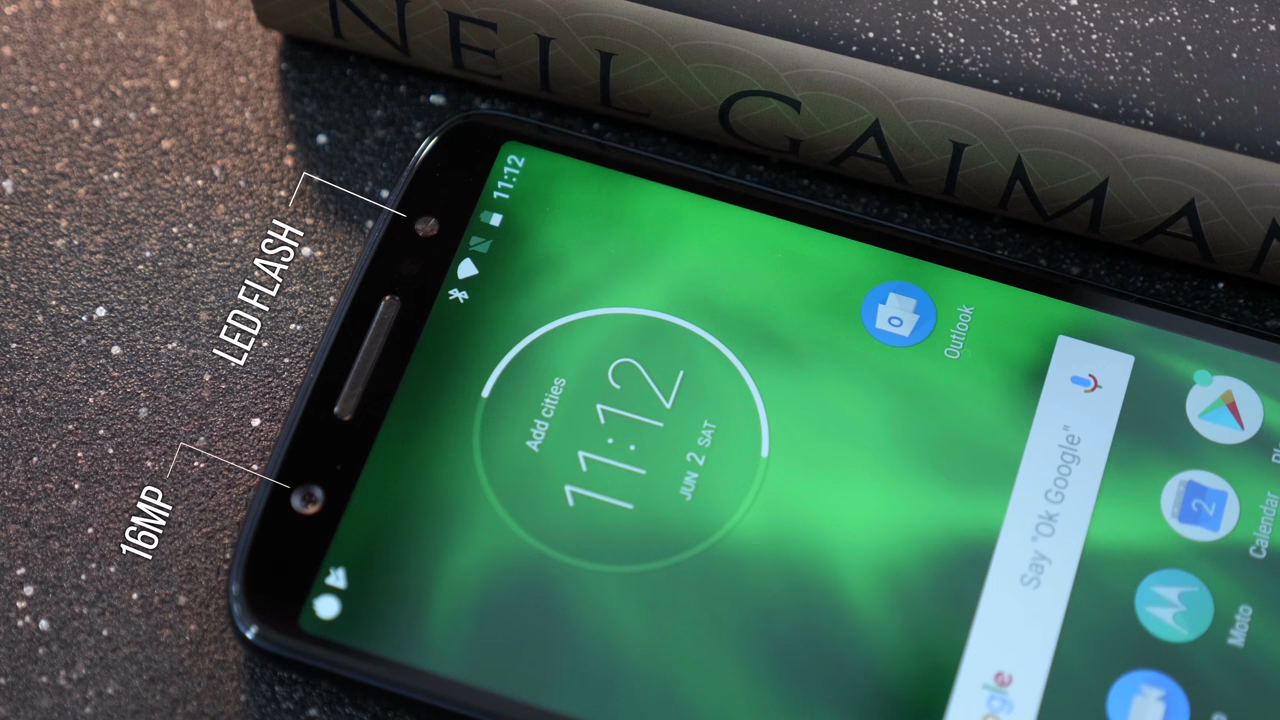 NEIL GAIMAN
LED FLASH
16MP
11:12
Add cities
11:12
JUN 2 SAT
Outlook
Say "Ok Google"
2
Calendar
Moto